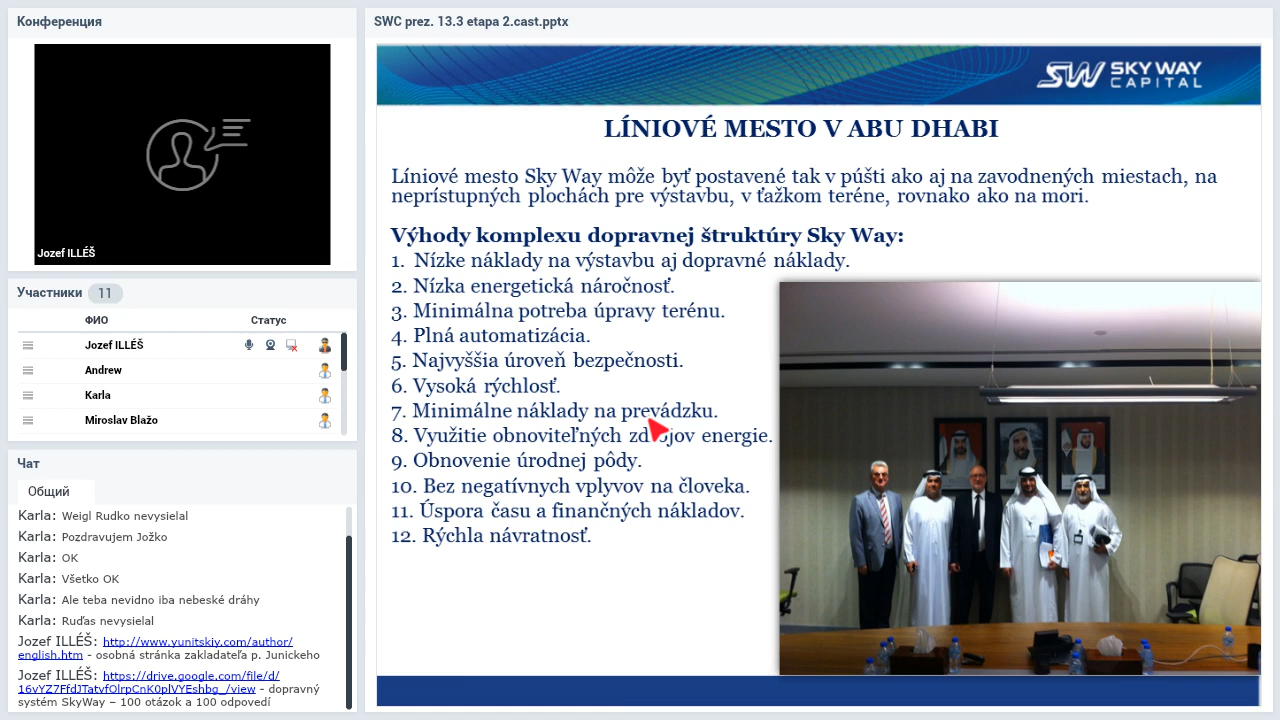 Конференция
Jozef ILLÉŠ
Участники 11
ФИО Статус
Jozef ILLÉŠ
Andrew
Karla
Miroslav Blažo
Чат
Общий
Karla: Weigl Rudko nevysielal
Karla: Pozdravujem Jožko
Karla: OK
Karla: Všetko OK
Karla: Ale teba nevidno iba nebeské dráhy
Karla: Ruďas nevysielal
Jozef ILLÉŠ: http://www.yunitskiy.com/author/
english.htm - osobná stránka zakladateľa p. Junickeho
Jozef ILLÉŠ: https://drive.google.com/file/d/
16vYZ7FfdJTatvfOlrpCnK0plVYEshbg_/view - dopravný
systém SkyWay – 100 otázok a 100 odpovedí
SWC prez. 13.3 etapa 2.cast.pptx
SW SKY WAY
CAPITAL
LÍNIOVÉ MESTO V ABU DHABI
Líniové mesto Sky Way môže byť postavené tak v púšti ako aj na zavodnených miestach, na
neprístupných plochách pre výstavbu, v ťažkom teréne, rovnako ako na mori.
Výhody komplexu dopravnej štruktúry Sky Way:
1. Nízke náklady na výstavbu aj dopravné náklady.
2. Nízka energetická náročnosť.
3. Minimálna potreba úpravy terénu.
4. Plná automatizácia.
5. Najvyššia úroveň bezpečnosti.
6. Vysoká rýchlosť.
7. Minimálne náklady na prevádzku.
8. Využitie obnoviteľných zdrojov energie.
9. Obnovenie úrodnej pôdy.
10. Bez negatívnych vplyvov na človeka.
11. Úspora času a finančných nákladov.
12. Rýchla návratnosť.